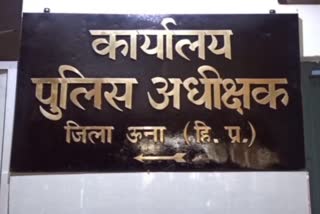 कार्यालय
पुलिस अधीक्षक
जिला ऊना (हि. प्र.)